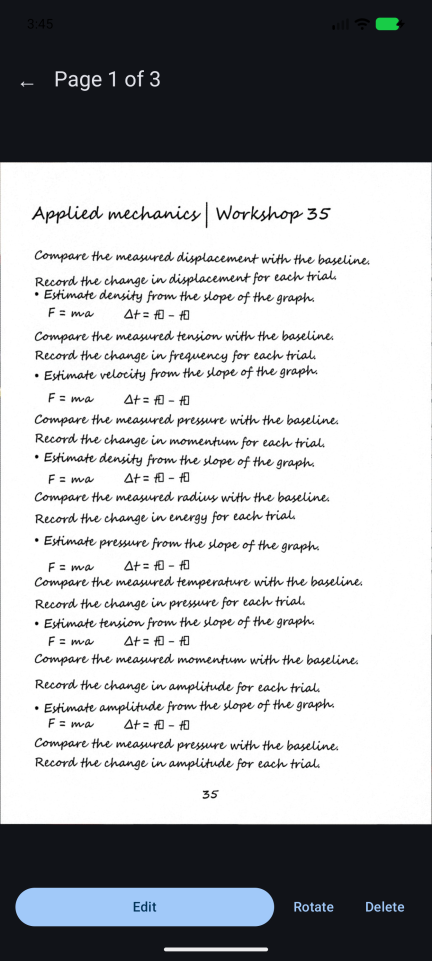 3:45
← Page 1 of 3
Applied mechanics | Workshop 35
Compare the measured displacement with the baseline.
Record the change in displacement for each trial.
• Estimate density from the slope of the graph.
F = ma Δt = t□ - t□
Compare the measured tension with the baseline.
Record the change in frequency for each trial.
• Estimate velocity from the slope of the graph.
F = ma Δt = t□ - t□
Compare the measured pressure with the baseline.
Record the change in momentum for each trial.
• Estimate density from the slope of the graph.
F = ma Δt = t□ - t□
Compare the measured radius with the baseline.
Record the change in energy for each trial.
• Estimate pressure from the slope of the graph.
F = ma Δt = t□ - t□
Compare the measured temperature with the baseline.
Record the change in pressure for each trial.
• Estimate tension from the slope of the graph.
F = ma Δt = t□ - t□
Compare the measured momentum with the baseline.
Record the change in amplitude for each trial.
• Estimate amplitude from the slope of the graph.
F = ma Δt = t□ - t□
Compare the measured pressure with the baseline.
Record the change in amplitude for each trial.
35
Edit Rotate Delete